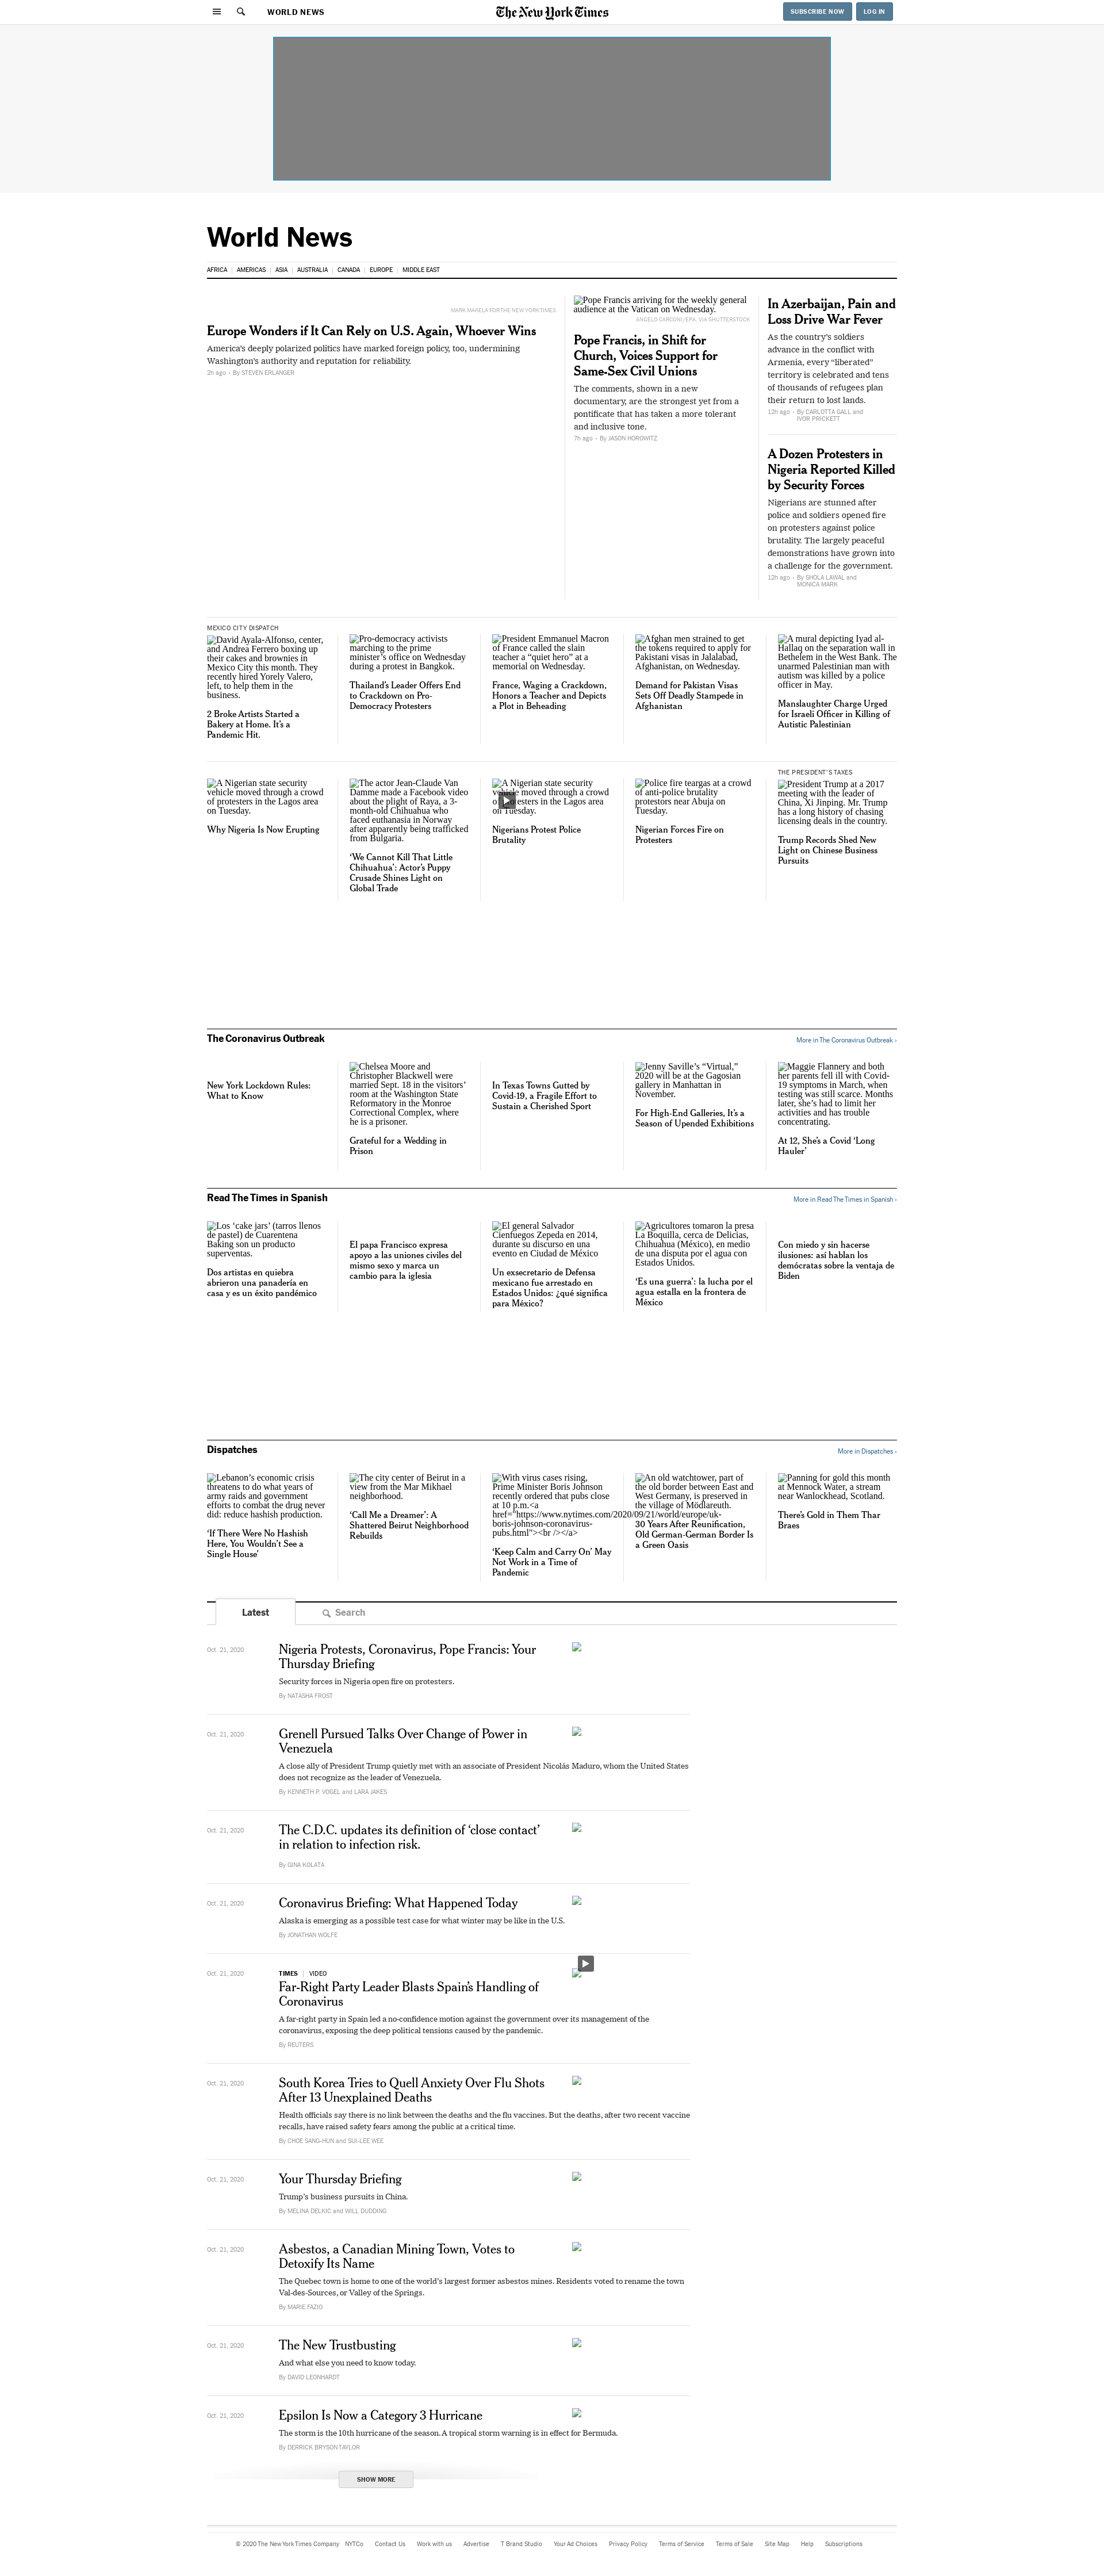 WORLD NEWS
The New York Times
SUBSCRIBE NOW
LOG IN
World News
AFRICA
AMERICAS
ASIA
AUSTRALIA
CANADA
EUROPE
MIDDLE EAST
MARA MANELA FOR THE NEW YORK TIMES
Europe Wonders if It Can Rely on U.S. Again, Whoever Wins
America's deeply polarized politics have marked foreign policy, too, undermining
Washington's authority and reputation for reliability.
2h ago · By STEVEN ERLANGER
Pope Francis arriving for the weekly general
audience at the Vatican on Wednesday.
ANGELO CARCONI/EPA, VIA SHUTTERSTOCK
Pope Francis, in Shift for
Church, Voices Support for
Same-Sex Civil Unions
The comments, shown in a new
documentary, are the strongest yet from a
pontificate that has taken a more tolerant
and inclusive tone.
7h ago · By JASON HOROWITZ
In Azerbaijan, Pain and
Loss Drive War Fever
As the country's soldiers
advance in the conflict with
Armenia, every "liberated"
territory is celebrated and tens
of thousands of refugees plan
their return to lost lands.
12h ago · By CARLOTTA GALL and
IVOR PRICKETT
A Dozen Protesters in
Nigeria Reported Killed
by Security Forces
Nigerians are stunned after
police and soldiers opened fire
on protesters against police
brutality. The largely peaceful
demonstrations have grown into
a challenge for the government.
12h ago · By SHOLA LAWAL and
MONICA MARK
MEXICO CITY DISPATCH
David Ayala-Alfonso, center,
and Andrea Ferrero boxing up
their cakes and brownies in
Mexico City this month. They
recently hired Yorely Valero,
left, to help them in the
business.
2 Broke Artists Started a
Bakery at Home. It's a
Pandemic Hit.
Pro-democracy activists
marching to the prime
minister's office on Wednesday
during a protest in Bangkok.
Thailand's Leader Offers End
to Crackdown on Pro-
Democracy Protesters
President Emmanuel Macron
of France called the slain
teacher a "quiet hero" at a
memorial on Wednesday.
France, Waging a Crackdown,
Honors a Teacher and Depicts
a Plot in Beheading
Afghan men strained to get
the tokens required to apply for
Pakistani visas in Jalalabad,
Afghanistan, on Wednesday.
Demand for Pakistan Visas
Sets Off Deadly Stampede in
Afghanistan
A mural depicting Iyad al-
Hallaq on the separation wall in
Bethelem in the West Bank. The
unarmed Palestinian man with
autism was killed by a police
officer in May.
Manslaughter Charge Urged
for Israeli Officer in Killing of
Autistic Palestinian
A Nigerian state security
vehicle moved through a crowd
of protesters in the Lagos area
on Tuesday.
Why Nigeria Is Now Erupting
The actor Jean-Claude Van
Damme made a Facebook video
about the plight of Raya, a 3-
month-old Chihuahua who
faced euthanasia in Norway
after apparently being trafficked
from Bulgaria.
'We Cannot Kill That Little
Chihuahua': Actor's Puppy
Crusade Shines Light on
Global Trade
A Nigerian state security
vehicle moved through a crowd
of protesters in the Lagos area
on Tuesday.
Nigerians Protest Police
Brutality
Police fire teargas at a crowd
of anti-police brutality
protestors near Abuja on
Tuesday.
Nigerian Forces Fire on
Protesters
THE PRESIDENT'S TAXES
President Trump at a 2017
meeting with the leader of
China, Xi Jinping. Mr. Trump
has a long history of chasing
licensing deals in the country.
Trump Records Shed New
Light on Chinese Business
Pursuits
The Coronavirus Outbreak
More in The Coronavirus Outbreak ›
New York Lockdown Rules:
What to Know
Chelsea Moore and
Christopher Blackwell were
married Sept. 18 in the visitors'
room at the Washington State
Reformatory in the Monroe
Correctional Complex, where
he is a prisoner.
Grateful for a Wedding in
Prison
In Texas Towns Gutted by
Covid-19, a Fragile Effort to
Sustain a Cherished Sport
Jenny Saville's "Virtual,"
2020 will be at the Gagosian
gallery in Manhattan in
November.
For High-End Galleries, It's a
Season of Upended Exhibitions
Maggie Flannery and both
her parents fell ill with Covid-
19 symptoms in March, when
testing was still scarce. Months
later, she's had to limit her
activities and has trouble
concentrating.
At 12, She's a Covid 'Long
Hauler'
Read The Times in Spanish
More in Read The Times in Spanish ›
Los 'cake jars' (tarros llenos
de pastel) de Cuarentena
Baking son un producto
superventas.
Dos artistas en quiebra
abrieron una panadería en
casa y es un éxito pandémico
El papa Francisco expresa
apoyo a las uniones civiles del
mismo sexo y marca un
cambio para la iglesia
El general Salvador
Cienfuegos Zepeda en 2014,
durante su discurso en una
evento en Ciudad de México
Un exsecretario de Defensa
mexicano fue arrestado en
Estados Unidos: ¿qué significa
para México?
Agricultores tomaron la presa
La Boquilla, cerca de Delicias,
Chihuahua (México), en medio
de una disputa por el agua con
Estados Unidos.
'Es una guerra': la lucha por el
agua estalla en la frontera de
México
Con miedo y sin hacerse
ilusiones: así hablan los
demócratas sobre la ventaja de
Biden
Dispatches
More in Dispatches ›
Lebanon's economic crisis
threatens to do what years of
army raids and government
efforts to combat the drug never
did: reduce hashish production.
'If There Were No Hashish
Here, You Wouldn't See a
Single House'
The city center of Beirut in a
view from the Mar Mikhael
neighborhood.
'Call Me a Dreamer': A
Shattered Beirut Neighborhood
Rebuilds
With virus cases rising,
Prime Minister Boris Johnson
recently ordered that pubs close
at 10 p.m.<a
href="https://www.nytimes.com/2020/09/21/world/europe/uk-
boris-johnson-coronavirus-
pubs.html"><br /></a>
'Keep Calm and Carry On' May
Not Work in a Time of
Pandemic
An old watchtower, part of
the old border between East and
West Germany, is preserved in
the village of Mödlareuth.
30 Years After Reunification,
Old German-German Border Is
a Green Oasis
Panning for gold this month
at Mennock Water, a stream
near Wanlockhead, Scotland.
There's Gold in Them Thar
Braes
Latest
Search
Oct. 21, 2020
Nigeria Protests, Coronavirus, Pope Francis: Your
Thursday Briefing
Security forces in Nigeria open fire on protesters.
By NATASHA FROST
Oct. 21, 2020
Grenell Pursued Talks Over Change of Power in
Venezuela
A close ally of President Trump quietly met with an associate of President Nicolás Maduro, whom the United States
does not recognize as the leader of Venezuela.
By KENNETH P. VOGEL and LARA JAKES
Oct. 21, 2020
The C.D.C. updates its definition of 'close contact'
in relation to infection risk.
By GINA KOLATA
Oct. 21, 2020
Coronavirus Briefing: What Happened Today
Alaska is emerging as a possible test case for what winter may be like in the U.S.
By JONATHAN WOLFE
Oct. 21, 2020
TIMES | VIDEO
Far-Right Party Leader Blasts Spain's Handling of
Coronavirus
A far-right party in Spain led a no-confidence motion against the government over its management of the
coronavirus, exposing the deep political tensions caused by the pandemic.
By REUTERS
Oct. 21, 2020
South Korea Tries to Quell Anxiety Over Flu Shots
After 13 Unexplained Deaths
Health officials say there is no link between the deaths and the flu vaccines. But the deaths, after two recent vaccine
recalls, have raised safety fears among the public at a critical time.
By CHOE SANG-HUN and SUI-LEE WEE
Oct. 21, 2020
Your Thursday Briefing
Trump's business pursuits in China.
By MELINA DELKIC and WILL DUDDING
Oct. 21, 2020
Asbestos, a Canadian Mining Town, Votes to
Detoxify Its Name
The Quebec town is home to one of the world's largest former asbestos mines. Residents voted to rename the town
Val-des-Sources, or Valley of the Springs.
By MARIE FAZIO
Oct. 21, 2020
The New Trustbusting
And what else you need to know today.
By DAVID LEONHARDT
Oct. 21, 2020
Epsilon Is Now a Category 3 Hurricane
The storm is the 10th hurricane of the season. A tropical storm warning is in effect for Bermuda.
By DERRICK BRYSON TAYLOR
SHOW MORE
© 2020 The New York Times Company
NYTCo
Contact Us
Work with us
Advertise
T Brand Studio
Your Ad Choices
Privacy Policy
Terms of Service
Terms of Sale
Site Map
Help
Subscriptions